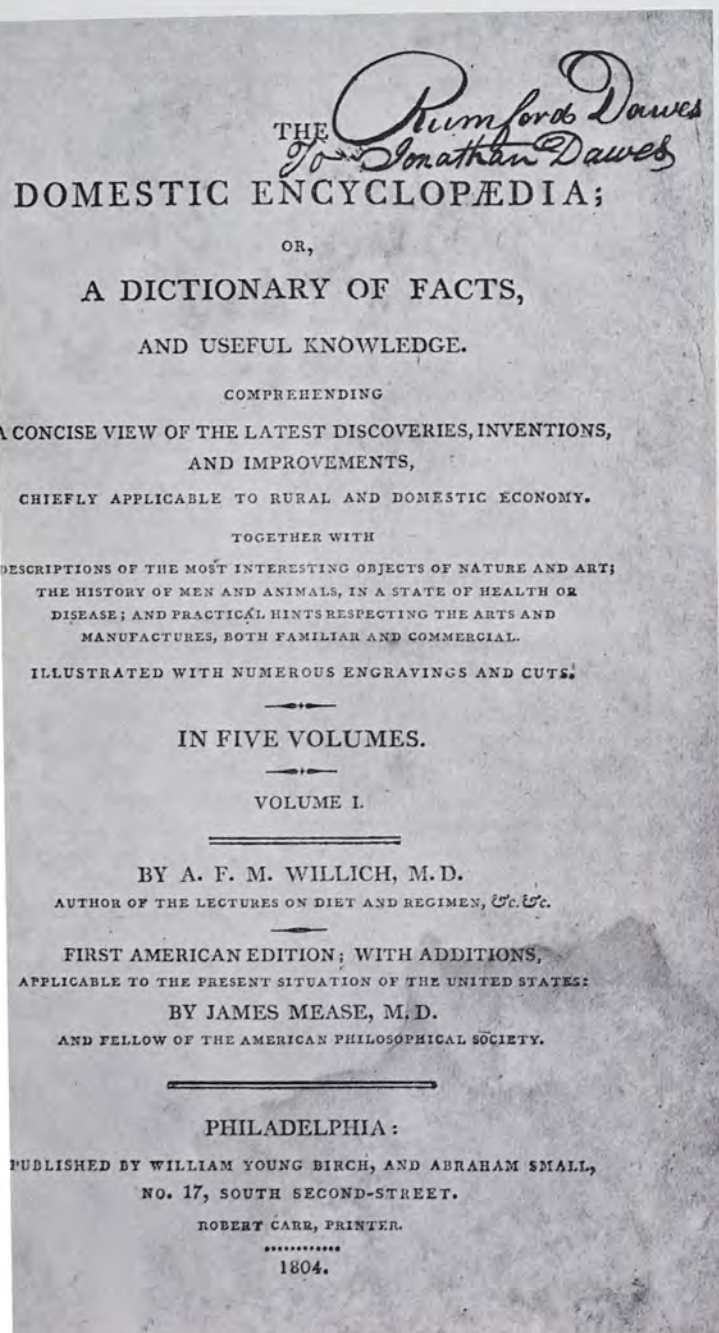 Rumford Dawes
To Jonathan Dawes
THE
DOMESTIC ENCYCLOPÆDIA;
OR,
A DICTIONARY OF FACTS,
AND USEFUL KNOWLEDGE.
COMPREHENDING
A CONCISE VIEW OF THE LATEST DISCOVERIES, INVENTIONS,
AND IMPROVEMENTS,
CHIEFLY APPLICABLE TO RURAL AND DOMESTIC ECONOMY.
TOGETHER WITH
DESCRIPTIONS OF THE MOST INTERESTING OBJECTS OF NATURE AND ART;
THE HISTORY OF MEN AND ANIMALS, IN A STATE OF HEALTH OR
DISEASE; AND PRACTICAL HINTS RESPECTING THE ARTS AND
MANUFACTURES, BOTH FAMILIAR AND COMMERCIAL.
ILLUSTRATED WITH NUMEROUS ENGRAVINGS AND CUTS.
IN FIVE VOLUMES.
VOLUME I.
BY A. F. M. WILLICH, M.D.
AUTHOR OF THE LECTURES ON DIET AND REGIMEN, &c. &c.
FIRST AMERICAN EDITION; WITH ADDITIONS,
APPLICABLE TO THE PRESENT SITUATION OF THE UNITED STATES:
BY JAMES MEASE, M.D.
AND FELLOW OF THE AMERICAN PHILOSOPHICAL SOCIETY.
PHILADELPHIA:
PUBLISHED BY WILLIAM YOUNG BIRCH, AND ABRAHAM SMALL,
NO. 17, SOUTH SECOND-STREET.
ROBERT CARR, PRINTER.
1804.